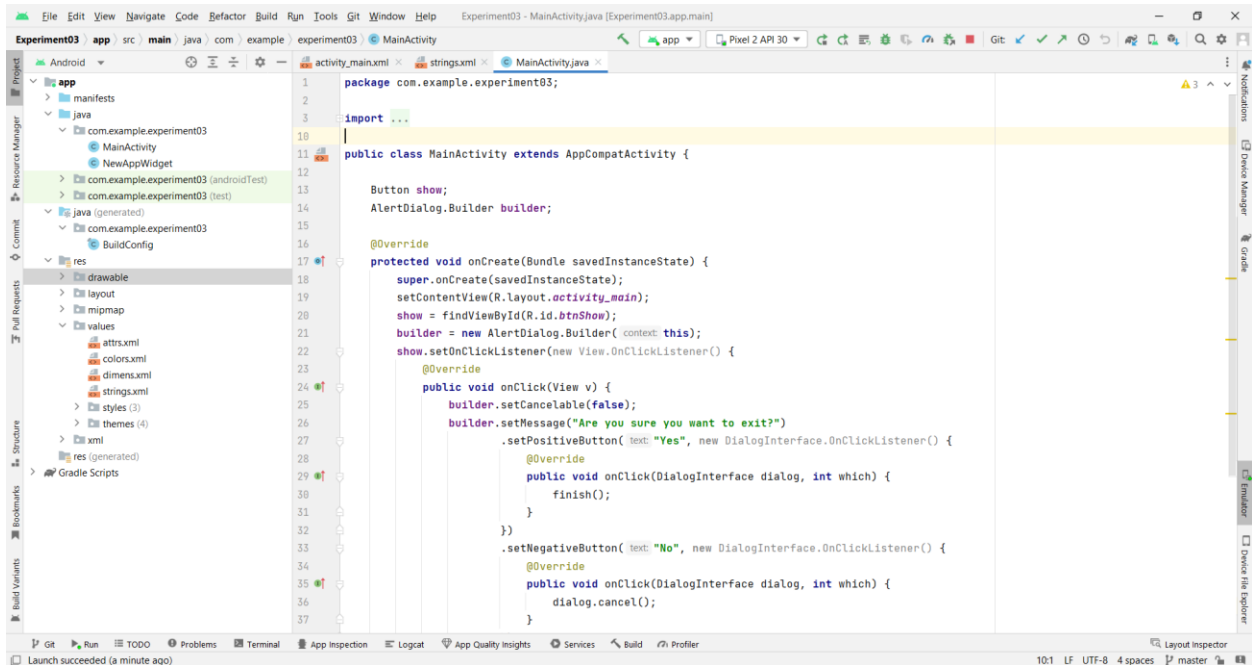 File Edit View Navigate Code Refactor Build Run Tools Git Window Help Experiment03 - MainActivity.java [Experiment03.app.main]
Experiment03 app src main java com example experiment03 MainActivity app Pixel 2 API 30 Git:
Android activity_main.xml strings.xml MainActivity.java
Project
Resource Manager
Commit
Pull Requests
Structure
Bookmarks
Build Variants
app
manifests
java
com.example.experiment03
MainActivity
NewAppWidget
com.example.experiment03 (androidTest)
com.example.experiment03 (test)
java (generated)
com.example.experiment03
BuildConfig
res
drawable
layout
mipmap
values
attrs.xml
colors.xml
dimens.xml
strings.xml
styles (3)
themes (4)
xml
res (generated)
Gradle Scripts
1 package com.example.experiment03;
2
3 import ...
10
11 public class MainActivity extends AppCompatActivity {
12
13 Button show;
14 AlertDialog.Builder builder;
15
16 @Override
17 protected void onCreate(Bundle savedInstanceState) {
18 super.onCreate(savedInstanceState);
19 setContentView(R.layout.activity_main);
20 show = findViewById(R.id.btnShow);
21 builder = new AlertDialog.Builder( context: this);
22 show.setOnClickListener(new View.OnClickListener() {
23 @Override
24 public void onClick(View v) {
25 builder.setCancelable(false);
26 builder.setMessage("Are you sure you want to exit?")
27 .setPositiveButton( text: "Yes", new DialogInterface.OnClickListener() {
28 @Override
29 public void onClick(DialogInterface dialog, int which) {
30 finish();
31 }
32 })
33 .setNegativeButton( text: "No", new DialogInterface.OnClickListener() {
34 @Override
35 public void onClick(DialogInterface dialog, int which) {
36 dialog.cancel();
37 }
3
Notifications
Device Manager
Gradle
Emulator
Device File Explorer
Git Run TODO Problems Terminal App Inspection Logcat App Quality Insights Services Build Profiler Layout Inspector
Launch succeeded (a minute ago) 10:1 LF UTF-8 4 spaces master